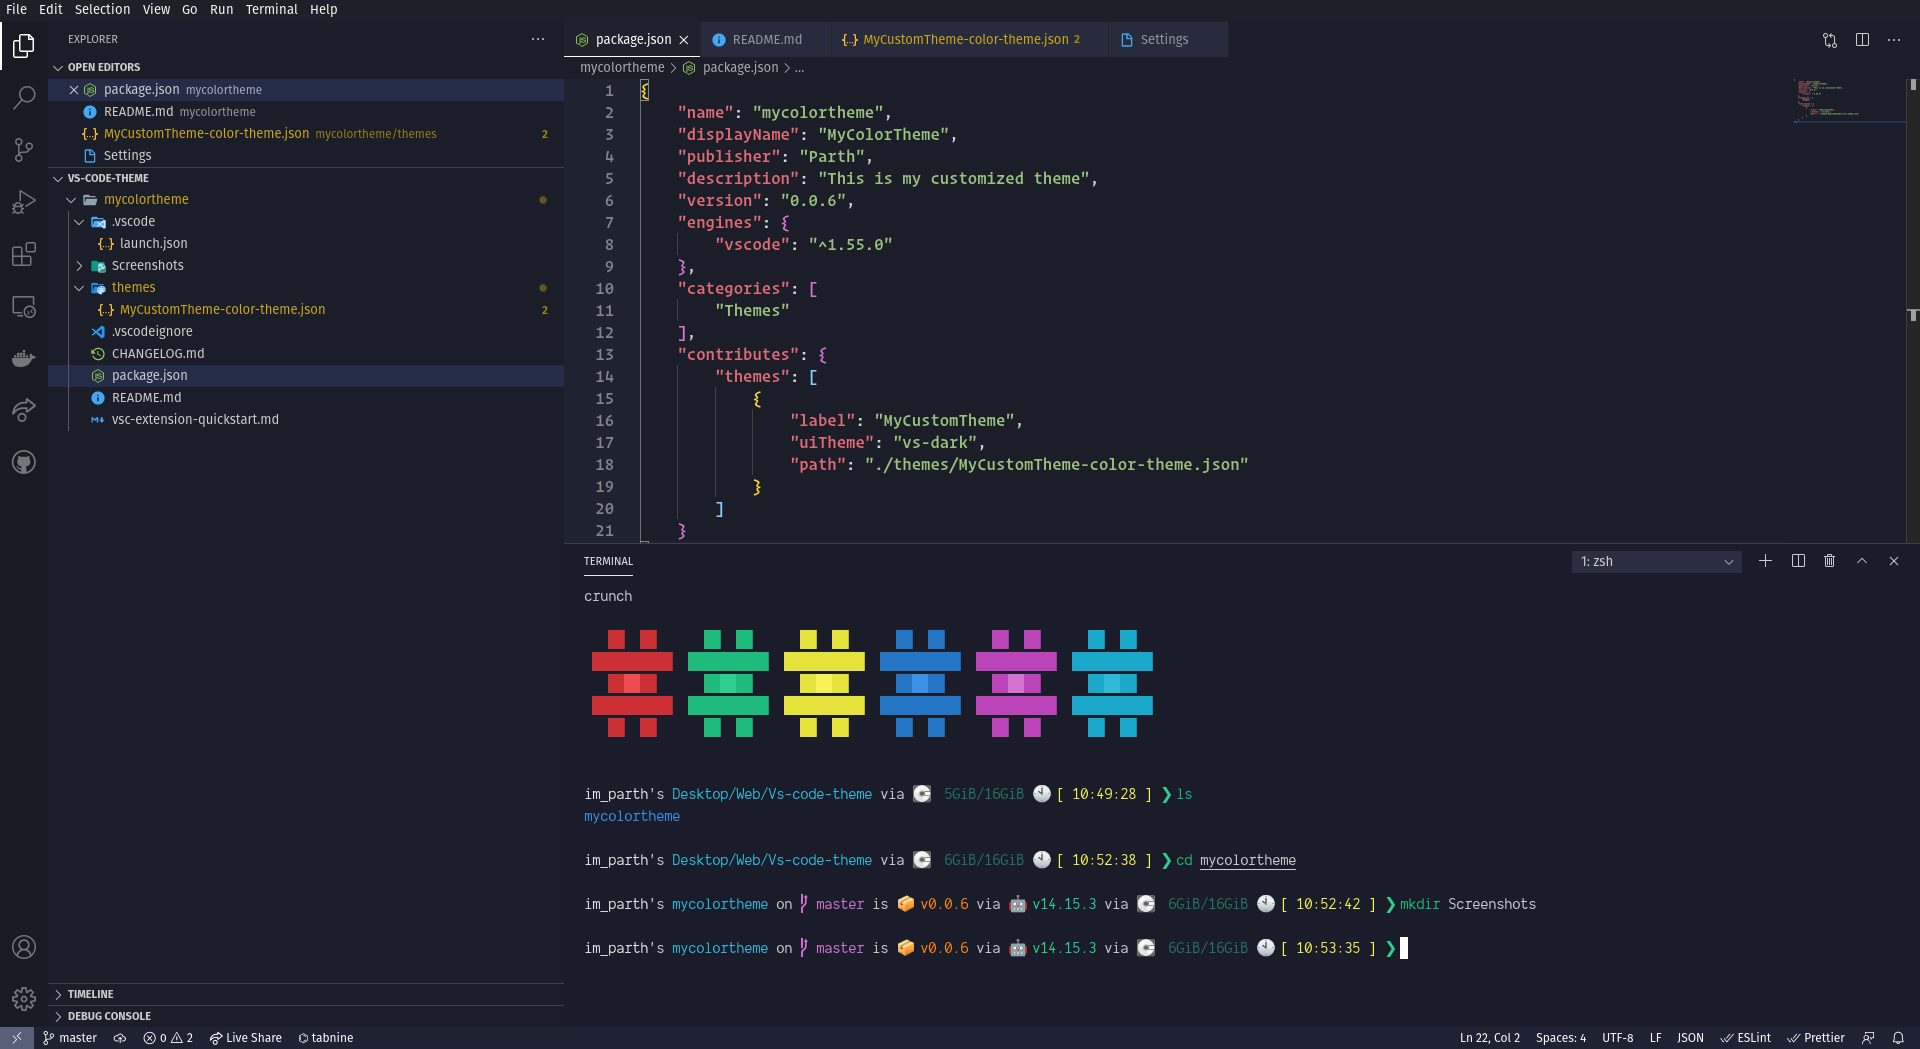 File Edit Selection View Go Run Terminal Help
EXPLORER
OPEN EDITORS
package.json mycolortheme
README.md mycolortheme
MyCustomTheme-color-theme.json mycolortheme/themes 2
Settings
VS-CODE-THEME
mycolortheme
.vscode
launch.json
Screenshots
themes
MyCustomTheme-color-theme.json 2
.vscodeignore
CHANGELOG.md
package.json
README.md
vsc-extension-quickstart.md
TIMELINE
DEBUG CONSOLE
package.json README.md MyCustomTheme-color-theme.json 2 Settings
mycolortheme > package.json > ...
1 {
2 "name": "mycolortheme",
3 "displayName": "MyColorTheme",
4 "publisher": "Parth",
5 "description": "This is my customized theme",
6 "version": "0.0.6",
7 "engines": {
8 "vscode": "^1.55.0"
9 },
10 "categories": [
11 "Themes"
12 ],
13 "contributes": {
14 "themes": [
15 {
16 "label": "MyCustomTheme",
17 "uiTheme": "vs-dark",
18 "path": "./themes/MyCustomTheme-color-theme.json"
19 }
20 ]
21 }
TERMINAL 1: zsh
crunch
im_parth's Desktop/Web/Vs-code-theme via 5GiB/16GiB [ 10:49:28 ] ❯ ls
mycolortheme
im_parth's Desktop/Web/Vs-code-theme via 6GiB/16GiB [ 10:52:38 ] ❯ cd mycolortheme
im_parth's mycolortheme on master is v0.0.6 via v14.15.3 via 6GiB/16GiB [ 10:52:42 ] ❯ mkdir Screenshots
im_parth's mycolortheme on master is v0.0.6 via v14.15.3 via 6GiB/16GiB [ 10:53:35 ] ❯
master 0 2 Live Share tabnine Ln 22, Col 2 Spaces: 4 UTF-8 LF JSON ESLint Prettier